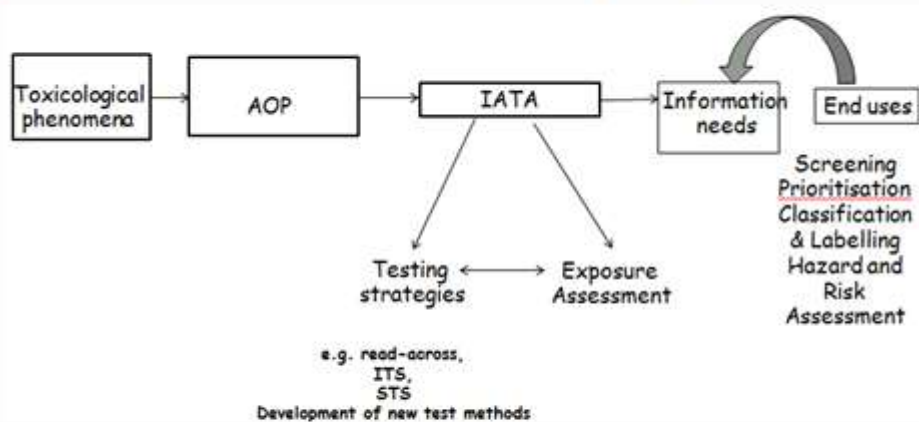 Toxicological
phenomena
AOP
IATA
Information
needs
End uses
Screening
Prioritisation
Classification
& Labelling
Hazard and
Risk
Assessment
Testing
strategies
Exposure
Assessment
e.g. read-across,
ITS,
STS
Development of new test methods